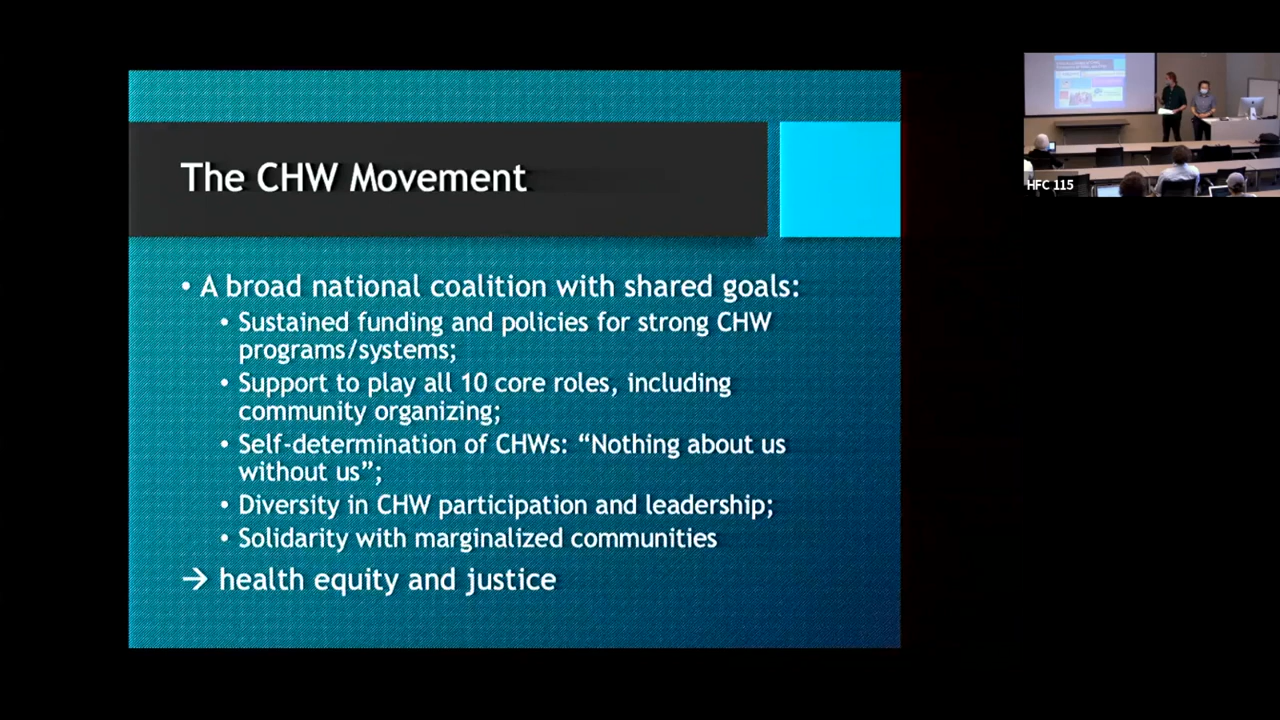 The CHW Movement
• A broad national coalition with shared goals:
• Sustained funding and policies for strong CHW
programs/systems;
• Support to play all 10 core roles, including
community organizing;
• Self-determination of CHWs: “Nothing about us
without us”;
• Diversity in CHW participation and leadership;
• Solidarity with marginalized communities
→ health equity and justice
HFC 115